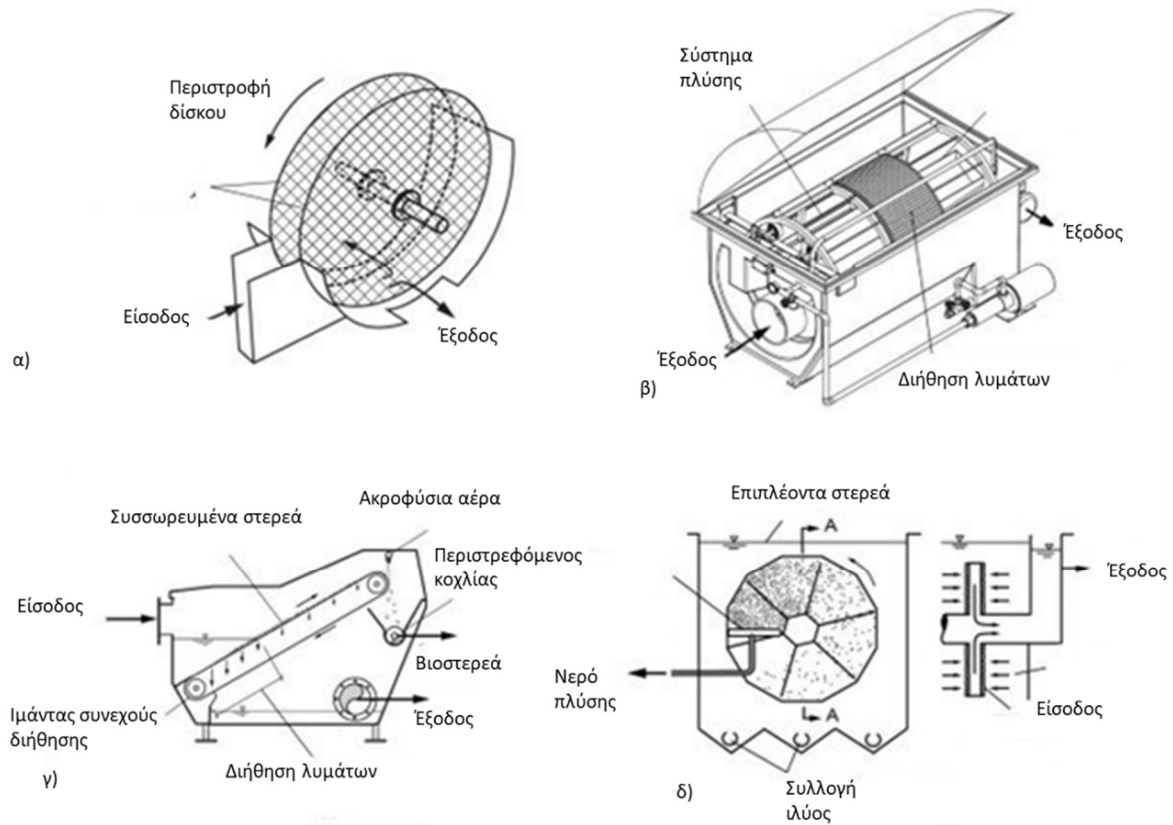 Περιστροφή
δίσκου
Είσοδος
Έξοδος
α)
Σύστημα
πλύσης
Έξοδος
Έξοδος
Διήθηση λυμάτων
β)
Ακροφύσια αέρα
Συσσωρευμένα στερεά
Περιστρεφόμενος
κοχλίας
Είσοδος
Βιοστερεά
Ιμάντας συνεχούς
διήθησης
Έξοδος
Διήθηση λυμάτων
γ)
Επιπλέοντα στερεά
A
Έξοδος
Νερό
πλύσης
A
Είσοδος
Συλλογή
ιλύος
δ)